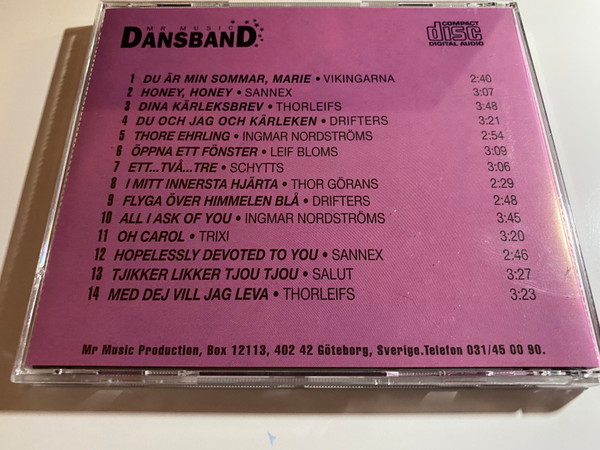 MR MUSIC
DANSBAND
COMPACT
disc
DIGITAL AUDIO
1 DU ÄR MIN SOMMAR, MARIE • VIKINGARNA 2:40
2 HONEY, HONEY • SANNEX 3:07
3 DINA KÄRLEKSBREV • THORLEIFS 3:48
4 DU OCH JAG OCH KÄRLEKEN • DRIFTERS 3:21
5 THORE EHRLING • INGMAR NORDSTRÖMS 2:54
6 ÖPPNA ETT FÖNSTER • LEIF BLOMS 3:09
7 ETT...TVÅ...TRE • SCHYTTS 3:06
8 I MITT INNERSTA HJÄRTA • THOR GÖRANS 2:29
9 FLYGA ÖVER HIMMELEN BLÅ • DRIFTERS 2:48
10 ALL I ASK OF YOU • INGMAR NORDSTRÖMS 3:45
11 OH CAROL • TRIXI 3:20
12 HOPELESSLY DEVOTED TO YOU • SANNEX 2:46
13 TJIKKER LIKKER TJOU TJOU • SALUT 3:27
14 MED DEJ VILL JAG LEVA • THORLEIFS 3:23
Mr Music Production, Box 12113, 402 42 Göteborg, Sverige.Telefon 031/45 00 90.